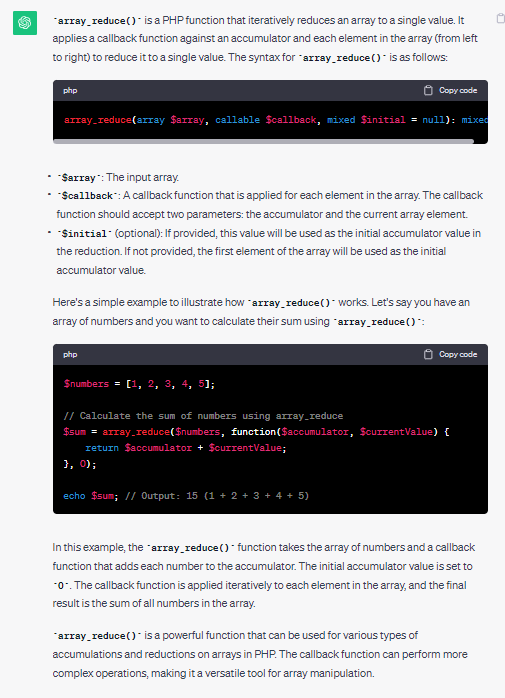 `array_reduce()` is a PHP function that iteratively reduces an array to a single value. It
applies a callback function against an accumulator and each element in the array (from left
to right) to reduce it to a single value. The syntax for `array_reduce()` is as follows:
php
Copy code
array_reduce(array $array, callable $callback, mixed $initial = null): mixed
• `$array`: The input array.
• `$callback`: A callback function that is applied for each element in the array. The callback
function should accept two parameters: the accumulator and the current array element.
• `$initial` (optional): If provided, this value will be used as the initial accumulator value in
the reduction. If not provided, the first element of the array will be used as the initial
accumulator value.
Here's a simple example to illustrate how `array_reduce()` works. Let's say you have an
array of numbers and you want to calculate their sum using `array_reduce()`:
php
Copy code
$numbers = [1, 2, 3, 4, 5];
// Calculate the sum of numbers using array_reduce
$sum = array_reduce($numbers, function($accumulator, $currentValue) {
return $accumulator + $currentValue;
}, 0);
echo $sum; // Output: 15 (1 + 2 + 3 + 4 + 5)
In this example, the `array_reduce()` function takes the array of numbers and a callback
function that adds each number to the accumulator. The initial accumulator value is set to
`0`. The callback function is applied iteratively to each element in the array, and the final
result is the sum of all numbers in the array.
`array_reduce()` is a powerful function that can be used for various types of
accumulations and reductions on arrays in PHP. The callback function can perform more
complex operations, making it a versatile tool for array manipulation.